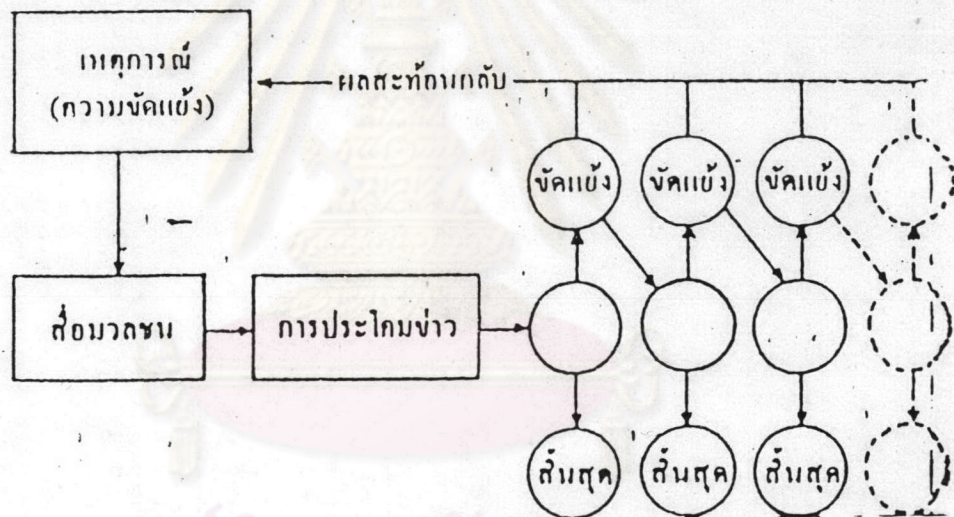 เหตุการณ์
(ความขัดแย้ง)
ผลสะท้อนกลับ
ขัดแย้ง ขัดแย้ง ขัดแย้ง
สื่อมวลชน
การประโคมข่าว
สิ้นสุด สิ้นสุด สิ้นสุด